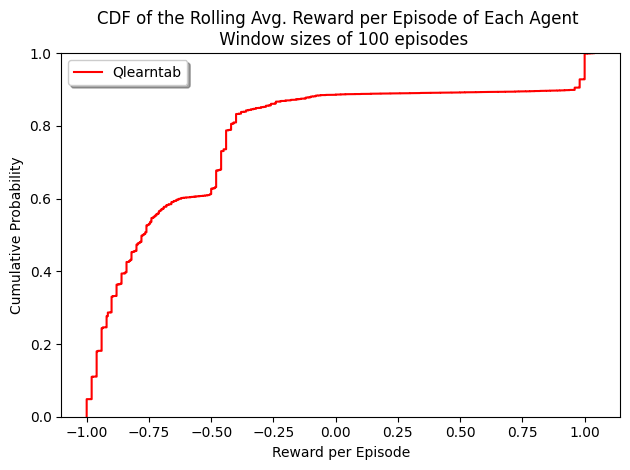 CDF of the Rolling Avg. Reward per Episode of Each Agent
Window sizes of 100 episodes
Qlearntab
Cumulative Probability
1.0
0.8
0.6
0.4
0.2
0.0
−1.00 −0.75 −0.50 −0.25 0.00 0.25 0.50 0.75 1.00
Reward per Episode